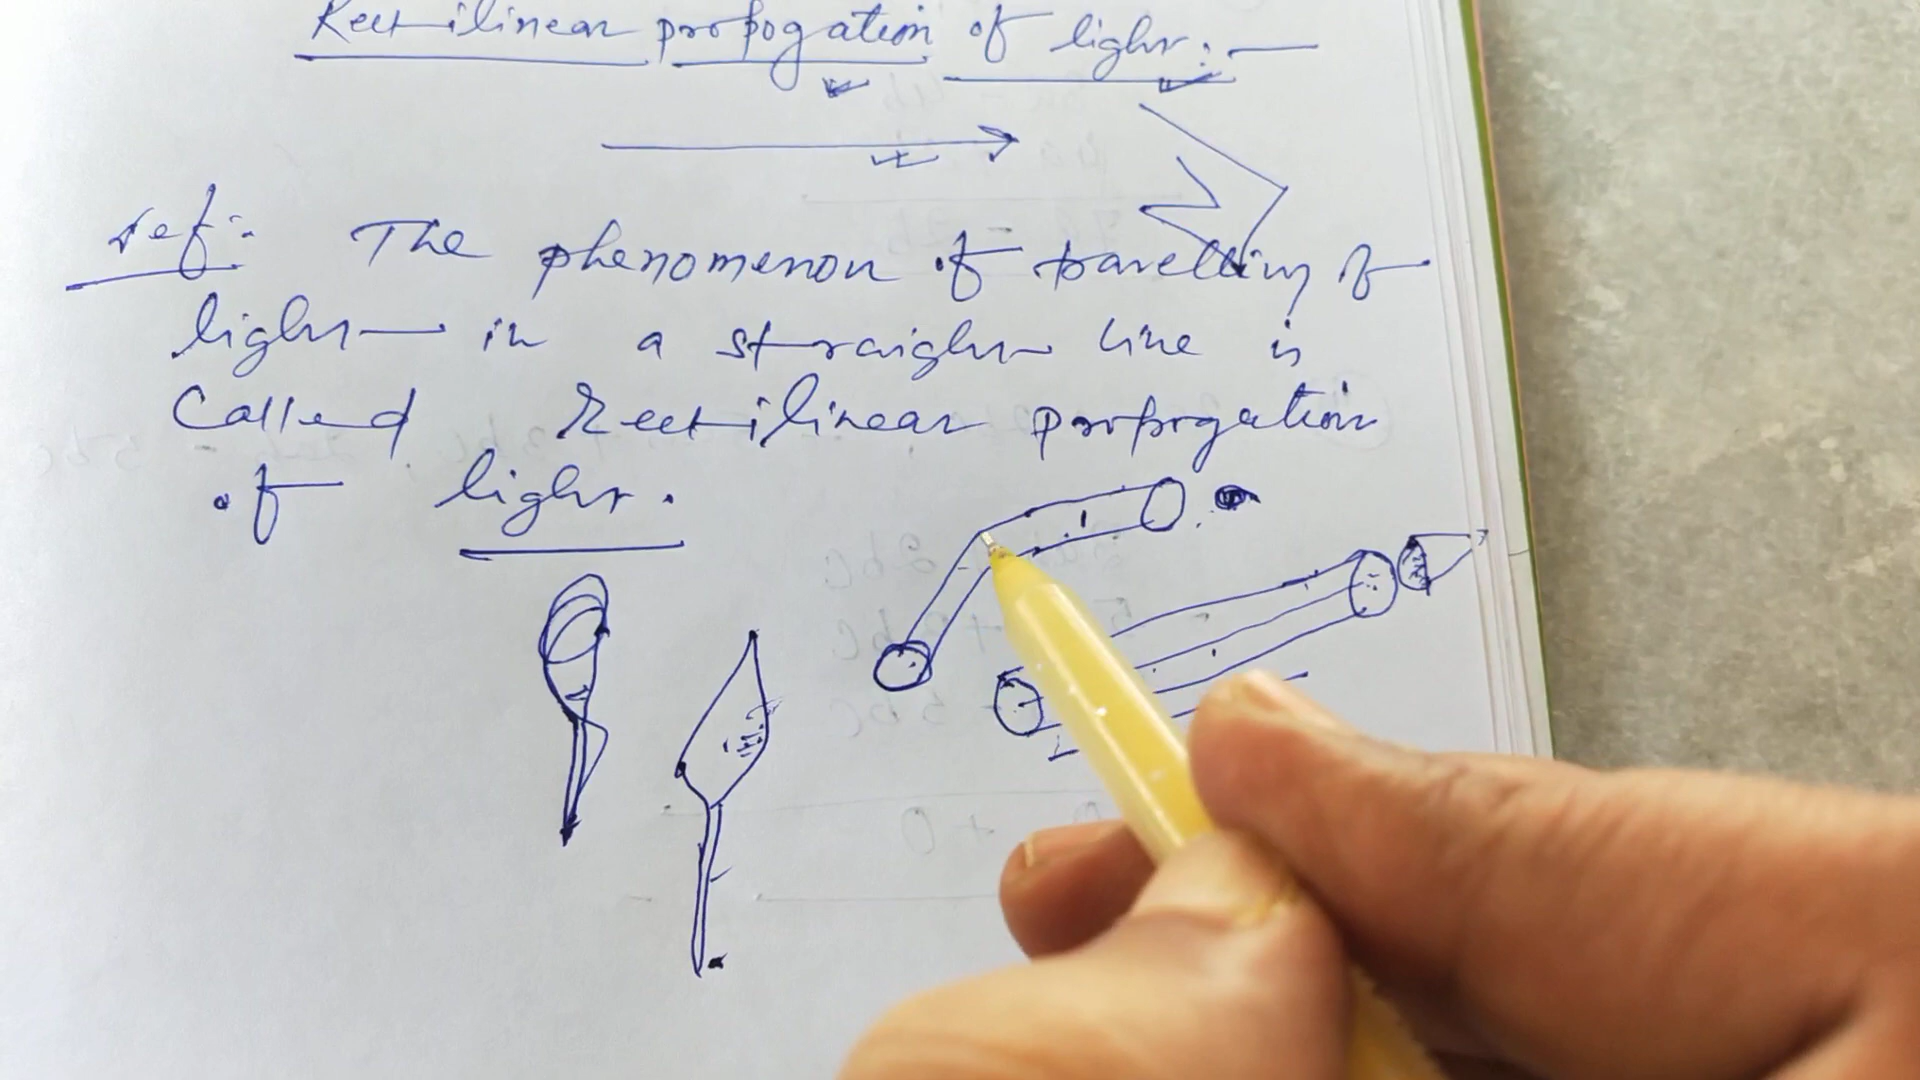 Rectilinear propogation of light :-
def:- The phenomenon of travelling of
light in a straight line is
Called Rectilinear propogation
of light.